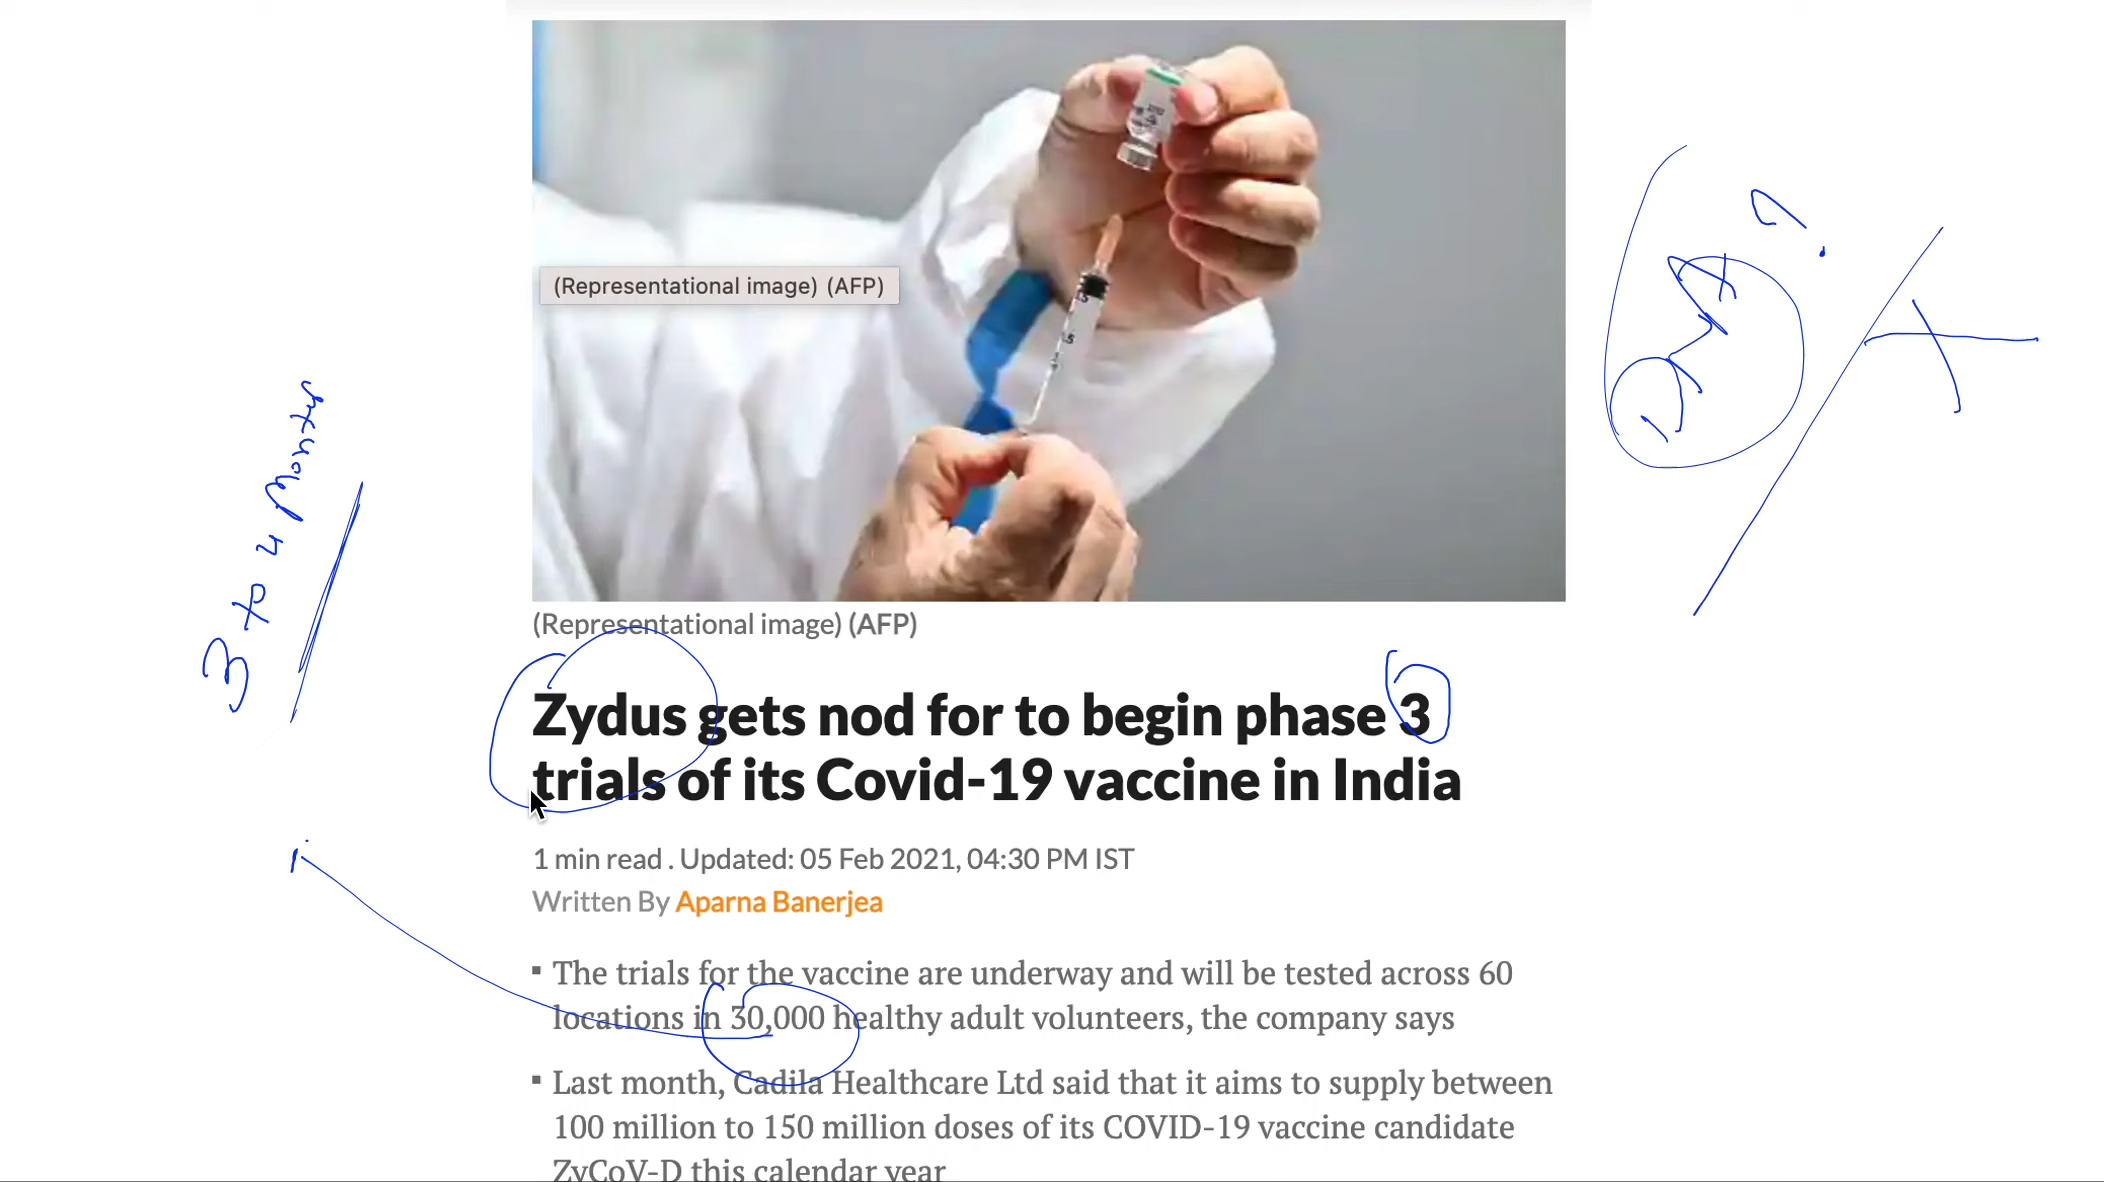 (Representational image) (AFP)
(Representational image) (AFP)
Zydus gets nod for to begin phase 3
trials of its Covid-19 vaccine in India
1 min read . Updated: 05 Feb 2021, 04:30 PM IST
Written By Aparna Banerjea
▪ The trials for the vaccine are underway and will be tested across 60
locations in 30,000 healthy adult volunteers, the company says
▪ Last month, Cadila Healthcare Ltd said that it aims to supply between
100 million to 150 million doses of its COVID-19 vaccine candidate
ZyCoV-D this calendar year
3 to 4 Months
DNA ?